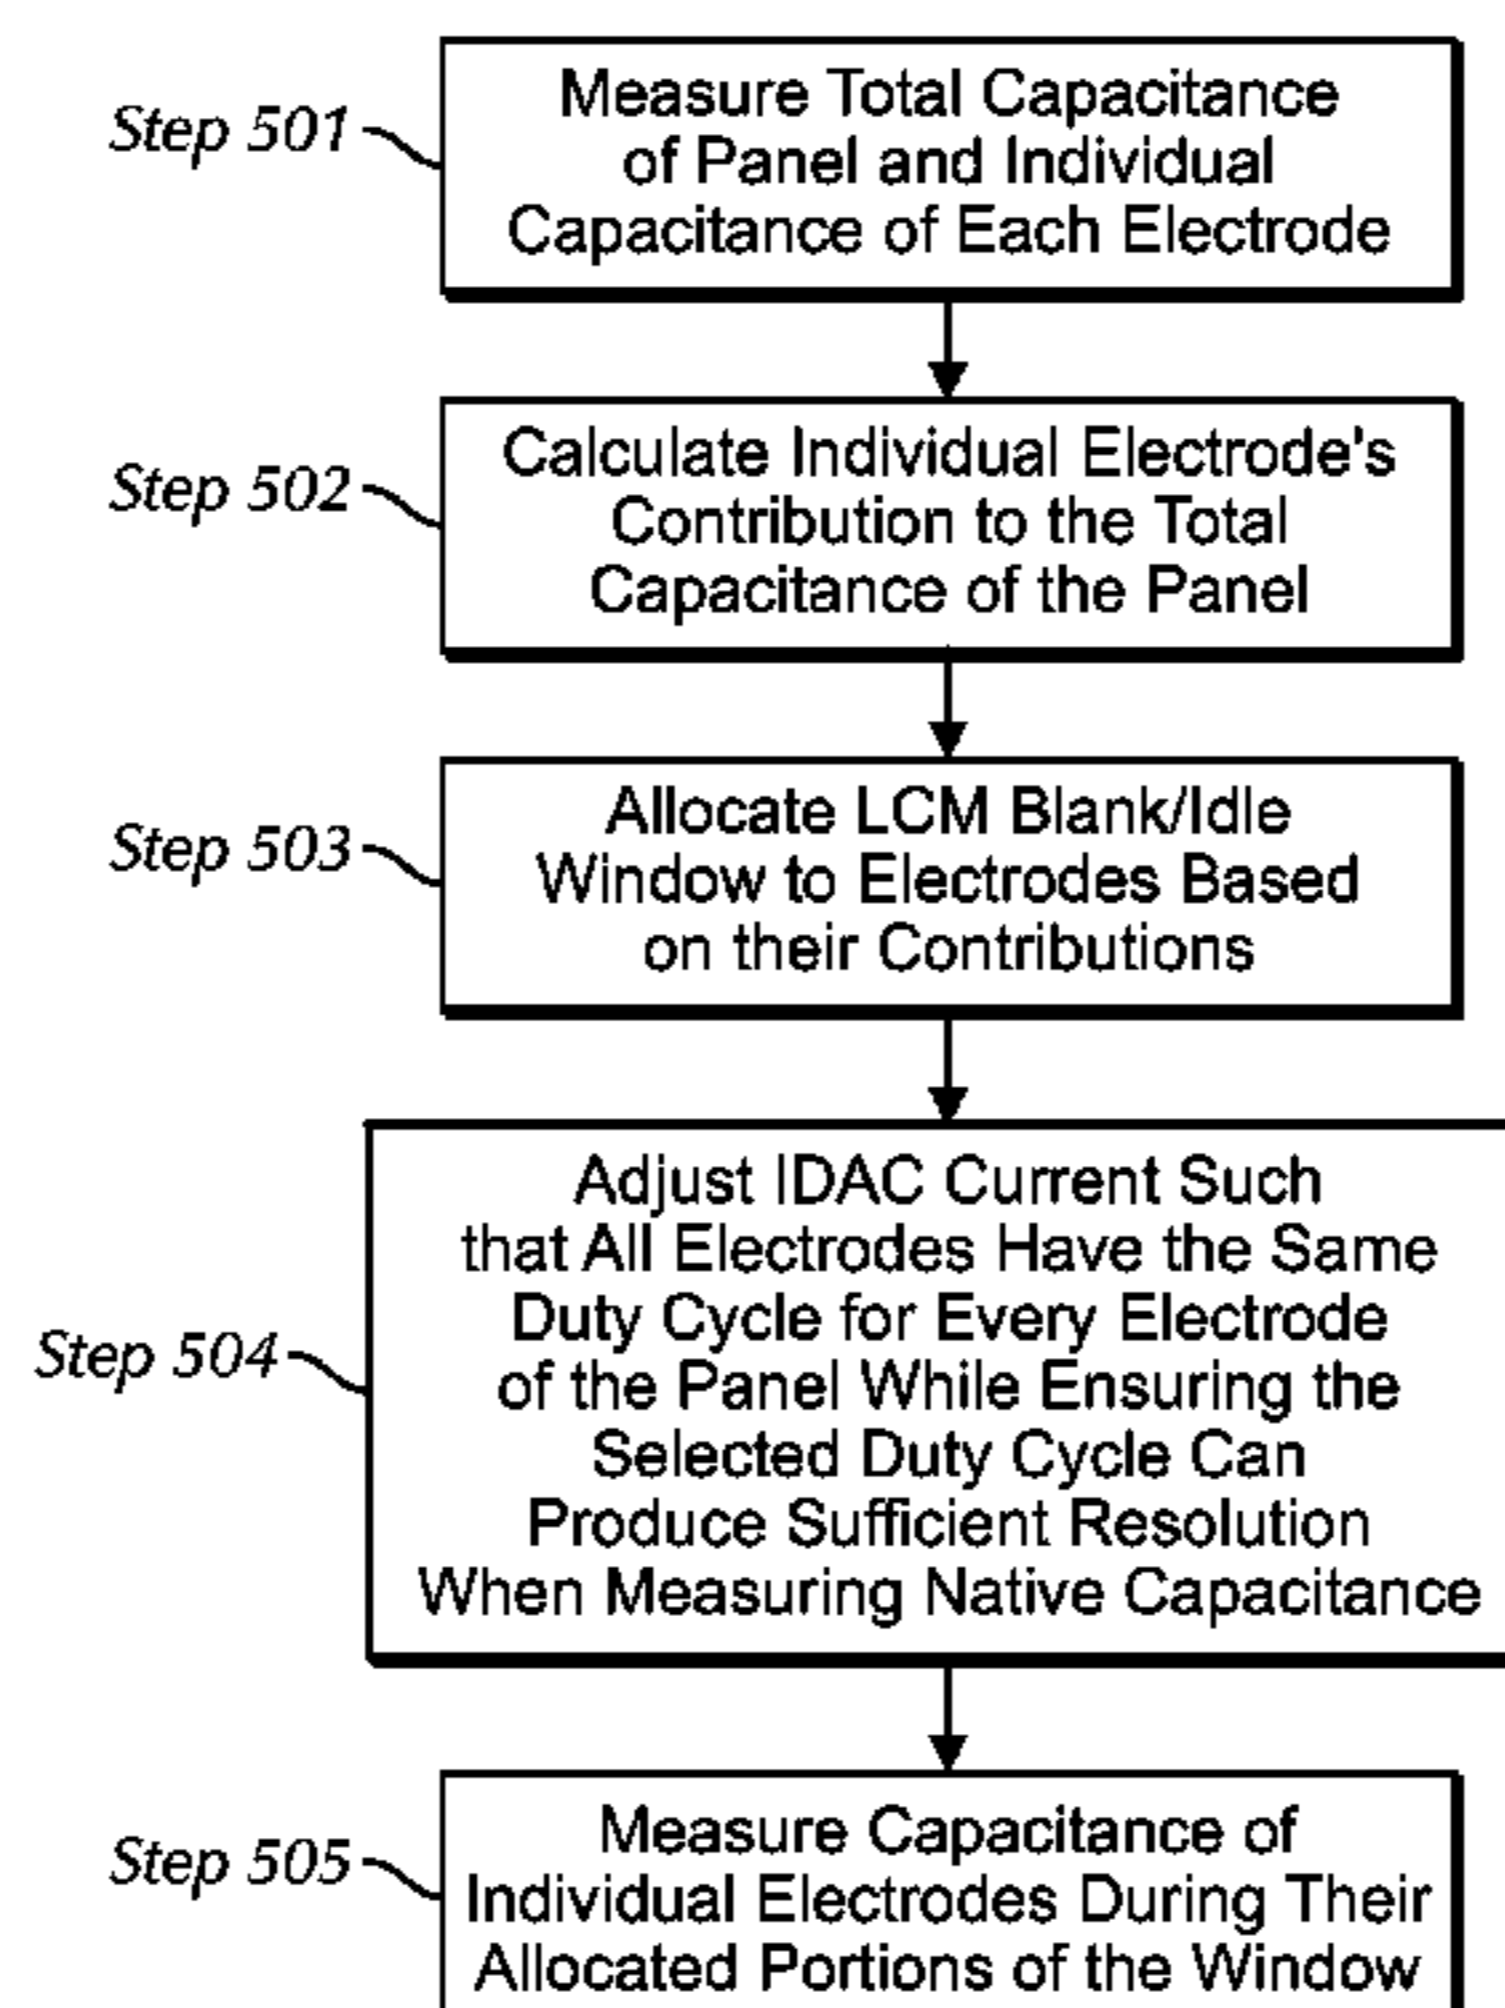 Step 501
Measure Total Capacitance
of Panel and Individual
Capacitance of Each Electrode
Step 502
Calculate Individual Electrode's
Contribution to the Total
Capacitance of the Panel
Step 503
Allocate LCM Blank/Idle
Window to Electrodes Based
on their Contributions
Step 504
Adjust IDAC Current Such
that All Electrodes Have the Same
Duty Cycle for Every Electrode
of the Panel While Ensuring the
Selected Duty Cycle Can
Produce Sufficient Resolution
When Measuring Native Capacitance
Step 505
Measure Capacitance of
Individual Electrodes During Their
Allocated Portions of the Window